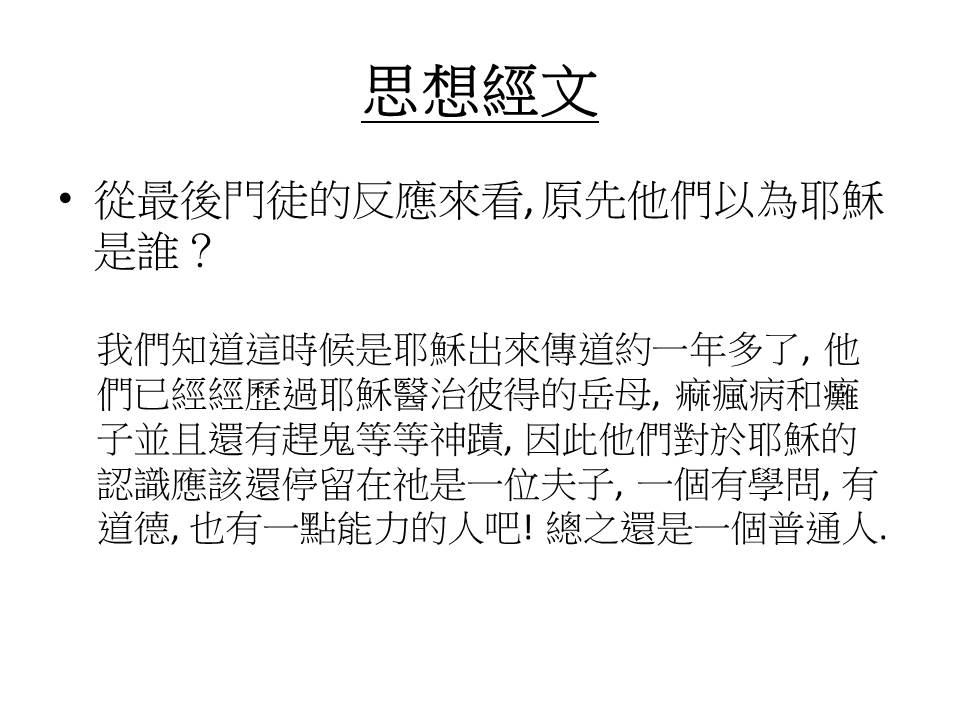 思想經文
• 從最後門徒的反應來看, 原先他們以為耶穌
是誰？
我們知道這時候是耶穌出來傳道約一年多了, 他
們已經經歷過耶穌醫治彼得的岳母, 痲瘋病和癱
子並且還有趕鬼等等神蹟, 因此他們對於耶穌的
認識應該還停留在祂是一位夫子, 一個有學問, 有
道德, 也有一點能力的人吧! 總之還是一個普通人.